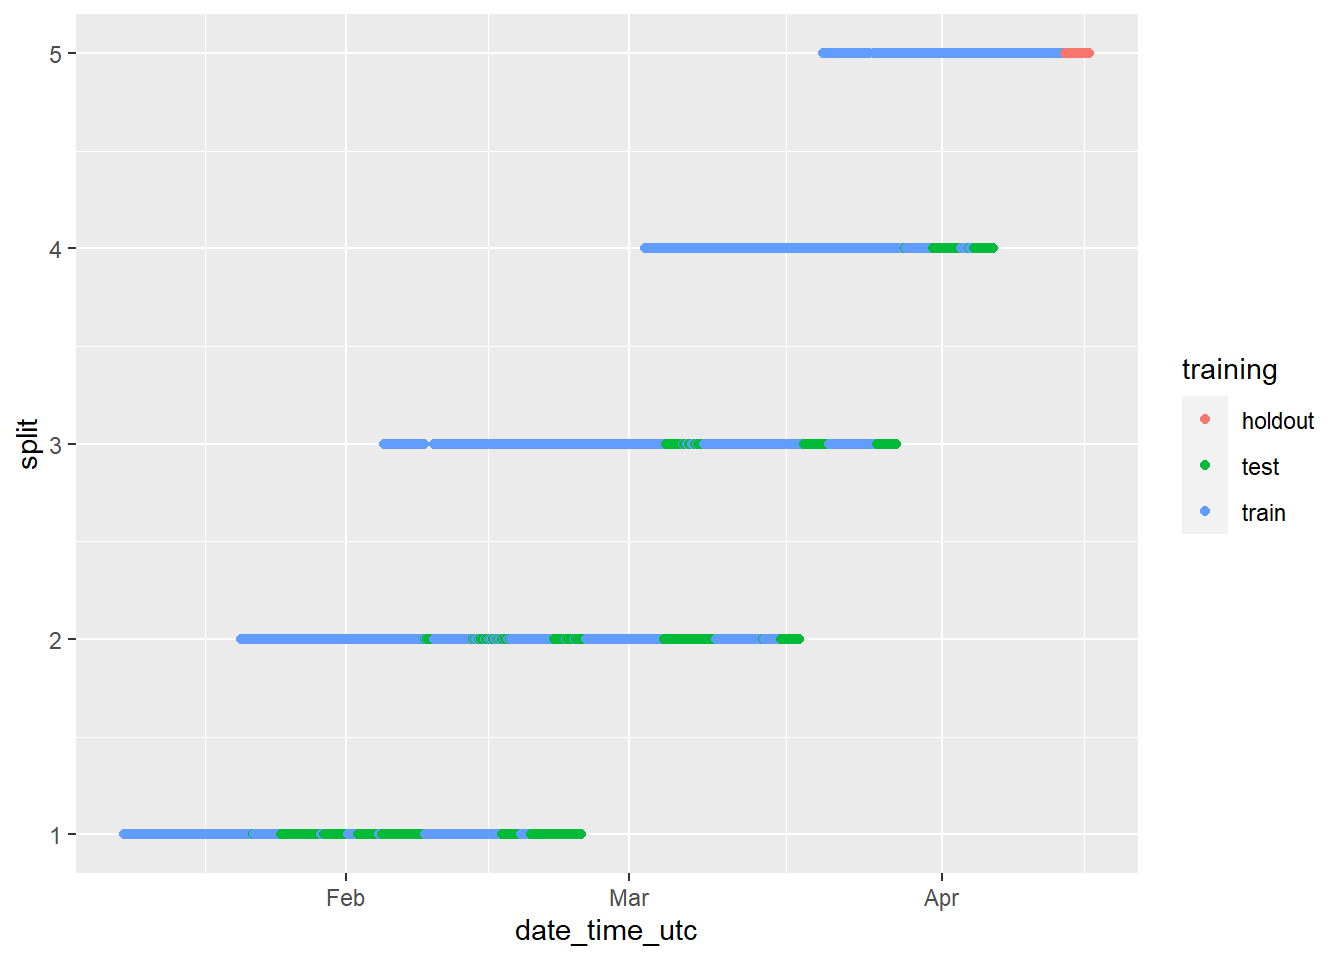 5
4
3
2
1
split
Feb
Mar
Apr
date_time_utc
training
holdout
test
train